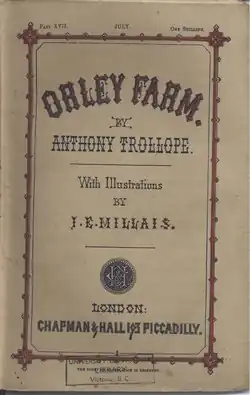 PART XVII. JULY. ONE SHILLING.
ORLEY FARM.
BY
ANTHONY TROLLOPE.
With Illustrations
BY
J. E. MILLAIS.
LONDON:
CHAPMAN & HALL 193 PICCADILLY.